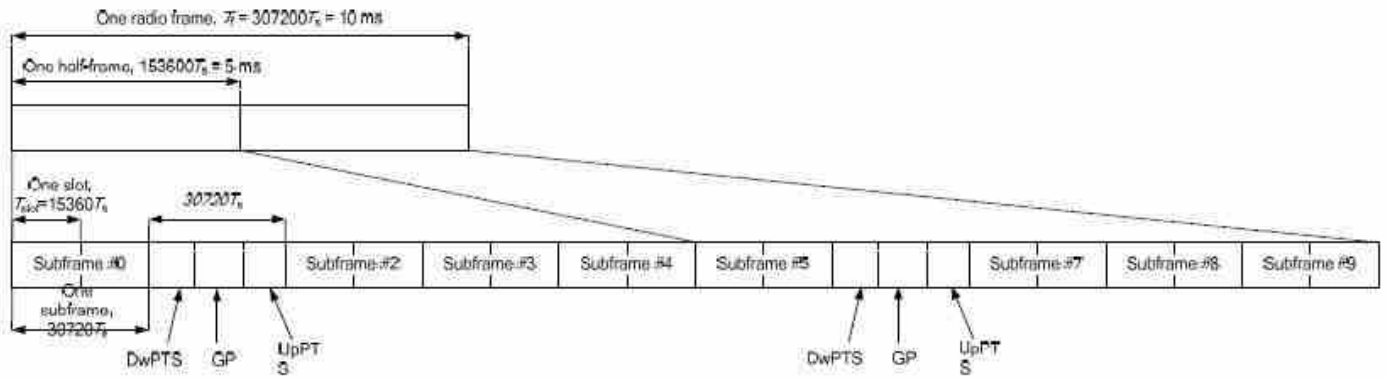 One radio frame, Tf = 307200Ts = 10 ms
One half-frame, 153600Ts = 5 ms
One slot,
Tslot=15360Ts
30720Ts
Subframe #0
Subframe #2
Subframe #3
Subframe #4
Subframe #5
Subframe #7
Subframe #8
Subframe #9
One
subframe,
30720Ts
DwPTS
GP
UpPT
S
DwPTS
GP
UpPT
S